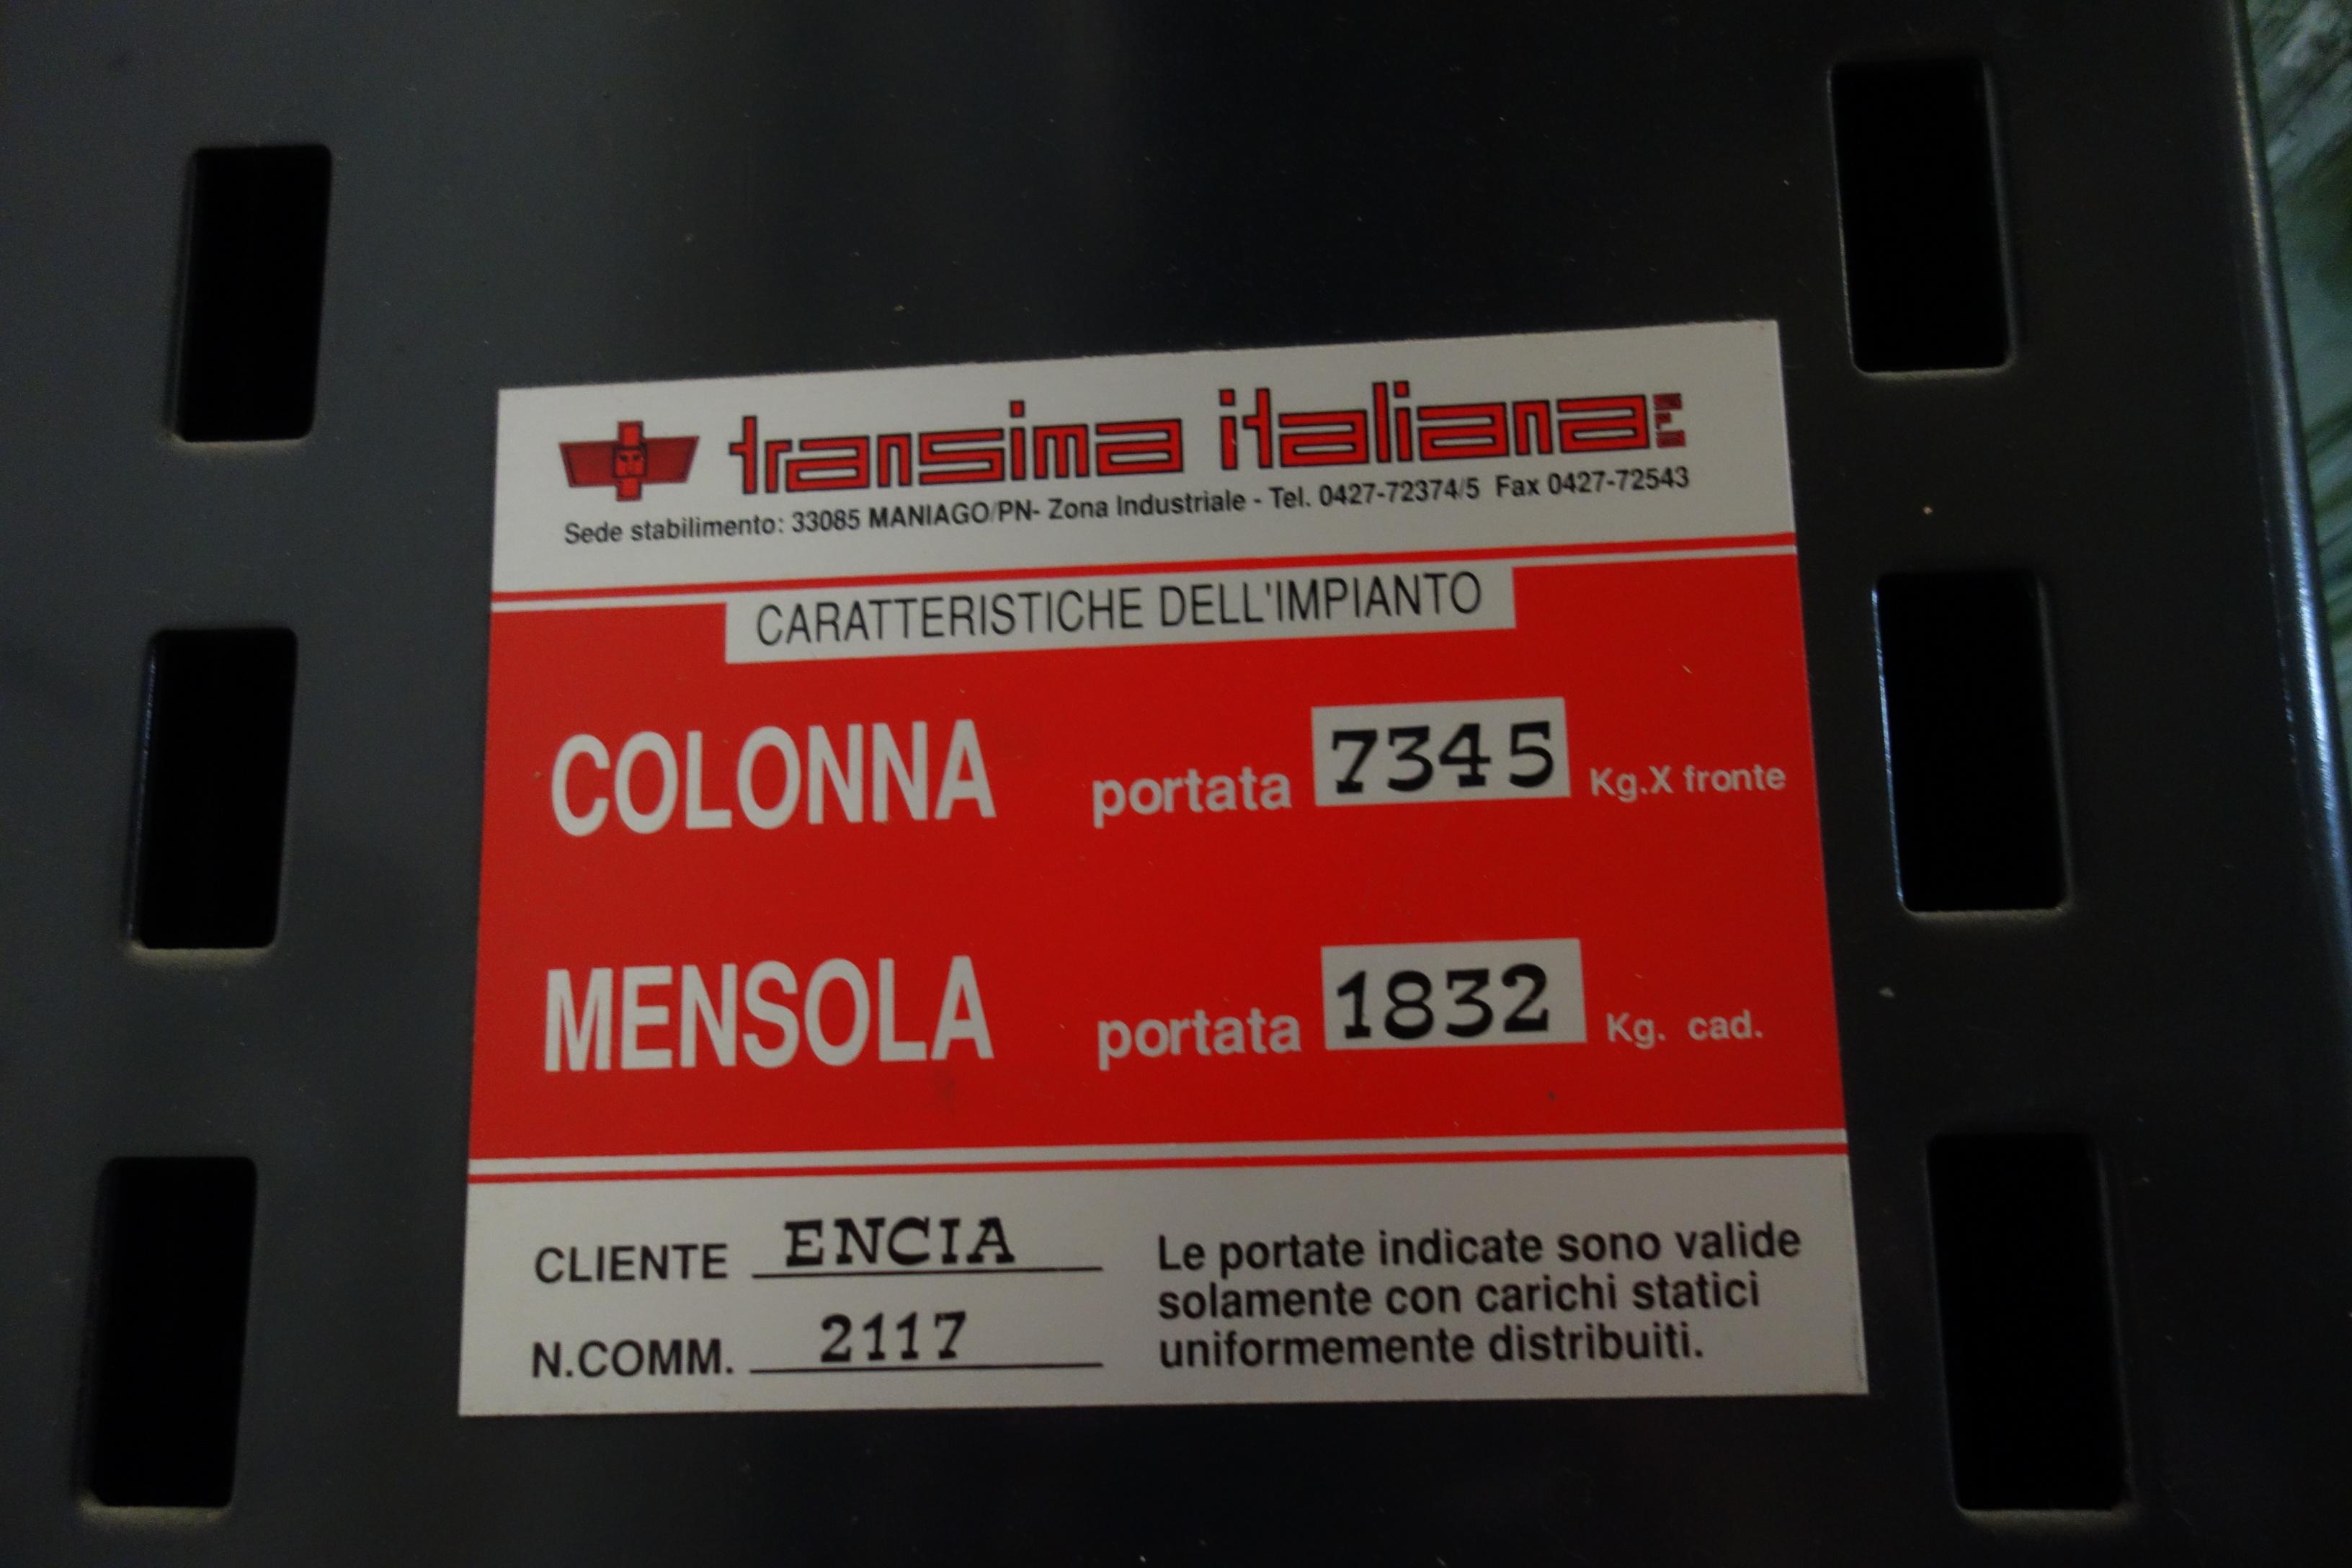 transima italiana
Sede stabilimento: 33085 MANIAGO/PN- Zona Industriale - Tel. 0427-72374/5 Fax 0427-72543
CARATTERISTICHE DELL'IMPIANTO
COLONNA portata 7345 Kg.X fronte
MENSOLA portata 1832 Kg. cad.
CLIENTE ENCIA
N.COMM. 2117
Le portate indicate sono valide
solamente con carichi statici
uniformemente distribuiti.